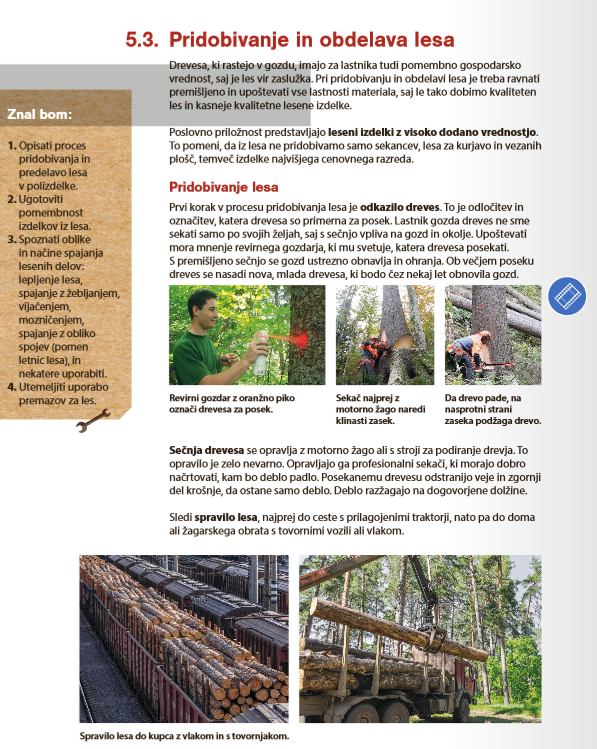 5.3. Pridobivanje in obdelava lesa
Drevesa, ki rastejo v gozdu, imajo za lastnika tudi pomembno gospodarsko
vrednost, saj je les vir zaslužka. Pri pridobivanju in obdelavi lesa je treba ravnati
premišljeno in upoštevati vse lastnosti materiala, saj le tako dobimo kvaliteten
les in kasneje kvalitetne lesene izdelke.
Poslovno priložnost predstavljajo leseni izdelki z visoko dodano vrednostjo.
To pomeni, da iz lesa ne pridobivamo samo sekancev, lesa za kurjavo in vezanih
plošč, temveč izdelke najvišjega cenovnega razreda.
Znal bom:
1. Opisati proces
pridobivanja in
predelavo lesa
v polizdelke.
2. Ugotoviti
pomembnost
izdelkov iz lesa.
3. Spoznati oblike
in načine spajanja
lesenih delov:
lepljenje lesa,
spajanje z žebljanjem,
vijačenjem,
mozničenjem,
spajanje z obliko
spojev (pomen
letnic lesa), in
nekatere uporabiti.
4. Utemeljiti uporabo
premazov za les.
Pridobivanje lesa
Prvi korak v procesu pridobivanja lesa je odkazilo dreves. To je odločitev in
označitev, katera drevesa so primerna za posek. Lastnik gozda dreves ne sme
sekati samo po svojih željah, saj s sečnjo vpliva na gozd in okolje. Upoštevati
mora mnenje revirnega gozdarja, ki mu svetuje, katera drevesa posekati.
S premišljeno sečnjo se gozd ustrezno obnavlja in ohranja. Ob večjem poseku
dreves se nasadi nova, mlada drevesa, ki bodo čez nekaj let obnovila gozd.
Revirni gozdar z oranžno piko
označi drevesa za posek.
Sekač najprej z
motorno žago naredi
klinasti zasek.
Da drevo pade, na
nasprotni strani
zaseka podžaga drevo.
Sečnja drevesa se opravlja z motorno žago ali s stroji za podiranje drevja. To
opravilo je zelo nevarno. Opravljajo ga profesionalni sekači, ki morajo dobro
načrtovati, kam bo deblo padlo. Posekanemu drevesu odstranijo veje in zgornji
del krošnje, da ostane samo deblo. Deblo razžagajo na dogovorjene dolžine.
Sledi spravilo lesa, najprej do ceste s prilagojenimi traktorji, nato pa do doma
ali žagarskega obrata s tovornimi vozili ali vlakom.
Spravilo lesa do kupca z vlakom in s tovornjakom.